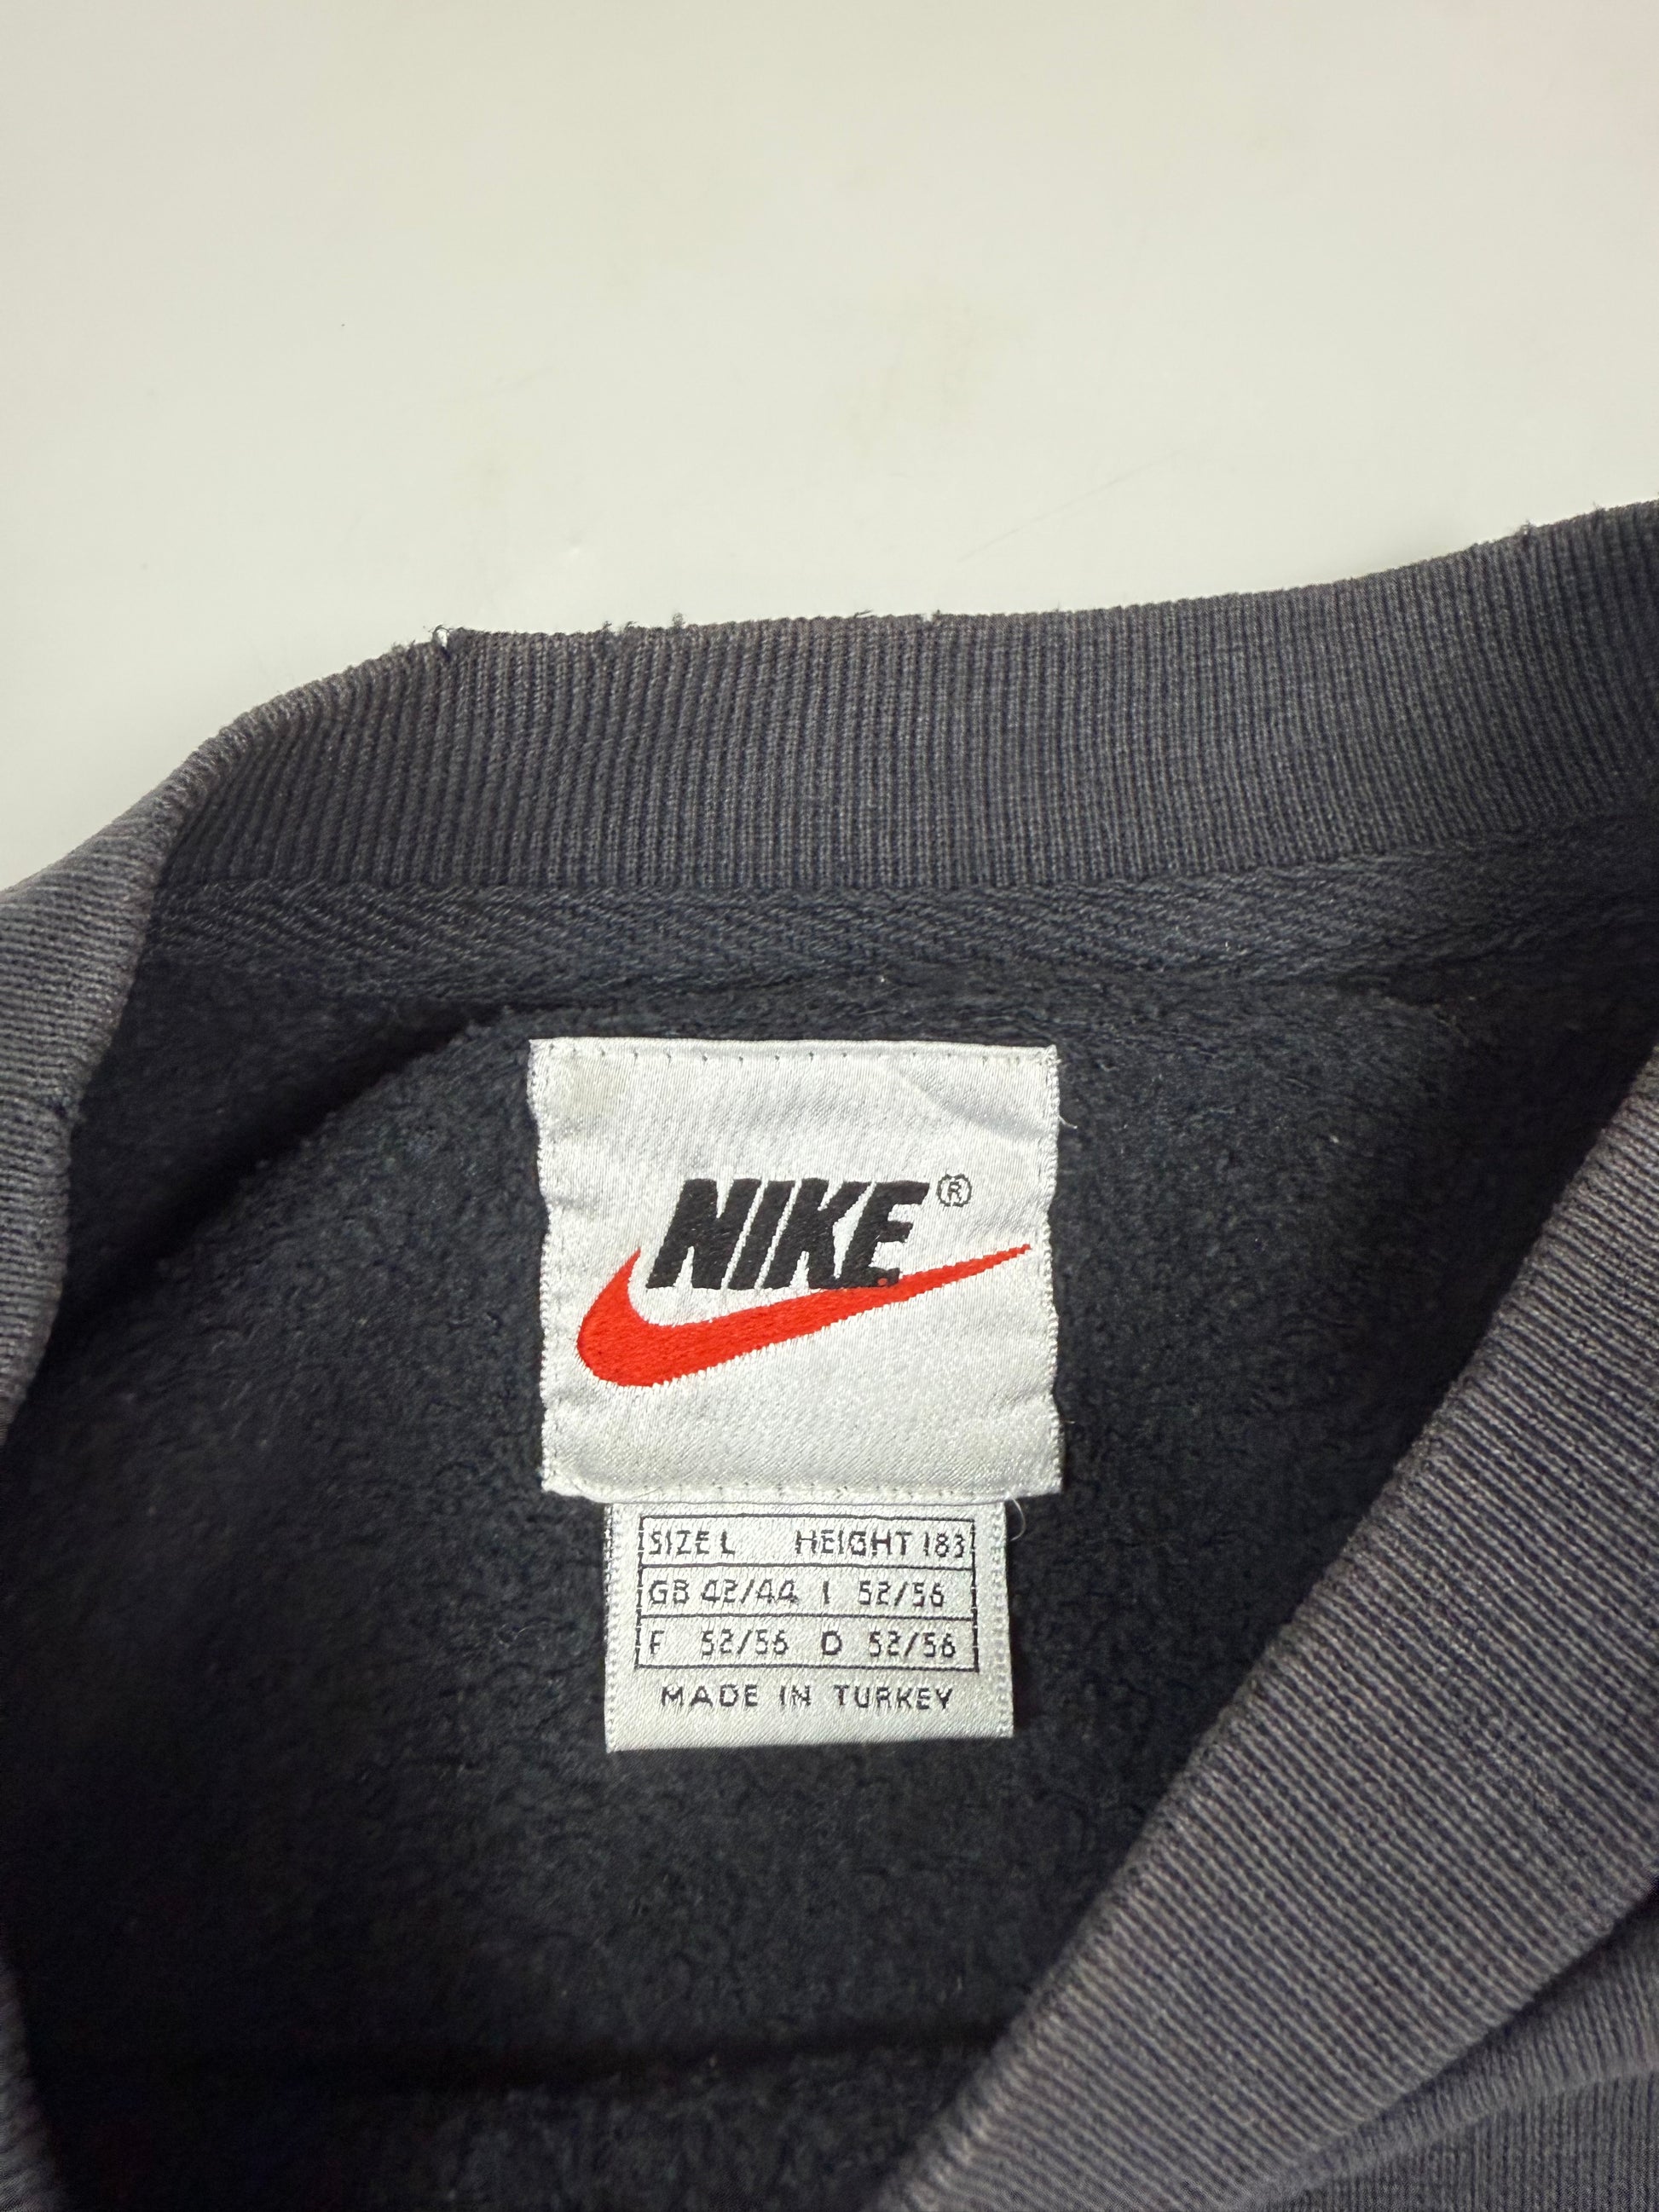 NIKE®
SIZE L HEIGHT 183
GB 42/44 I 52/56
F 52/56 D 52/56
MADE IN TURKEY